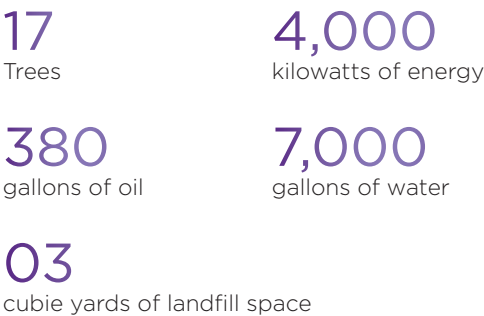 17
Trees
4,000
kilowatts of energy
380
gallons of oil
7,000
gallons of water
03
cubie yards of landfill space